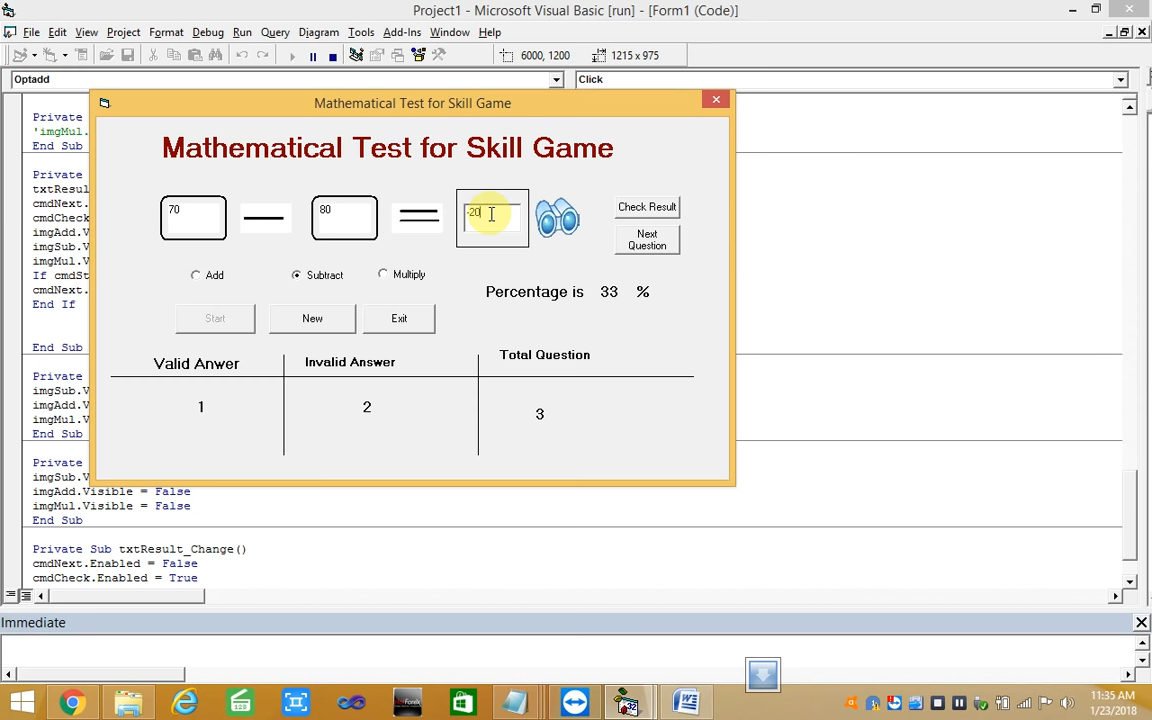 Project1 - Microsoft Visual Basic [run] - [Form1 (Code)]
File Edit View Project Format Debug Run Query Diagram Tools Add-Ins Window Help
6000, 1200 1215 x 975
Optadd Click
Mathematical Test for Skill Game
Private
'imgMul.
End Sub
Mathematical Test for Skill Game
Private
txtResul
cmdNex
cmdChec
imgAdd.V
imgSub.V
imgMul.V
If cmdSt
cmdNex
End If
End Sub
70 80 -20
Check Result
Next
Question
Add Subtract Multiply
Percentage is 33 %
Start New Exit
Valid Anwer Invalid Answer Total Question
1 2 3
Private
imgSub.V
imgAdd.V
imgMul.V
End Sub
Private
imgSub.V
imgAdd.Visible = False
imgMul.Visible = False
End Sub
Private Sub txtResult_Change()
cmdNext.Enabled = False
cmdCheck.Enabled = True
Immediate
11:35 AM
1/23/2018